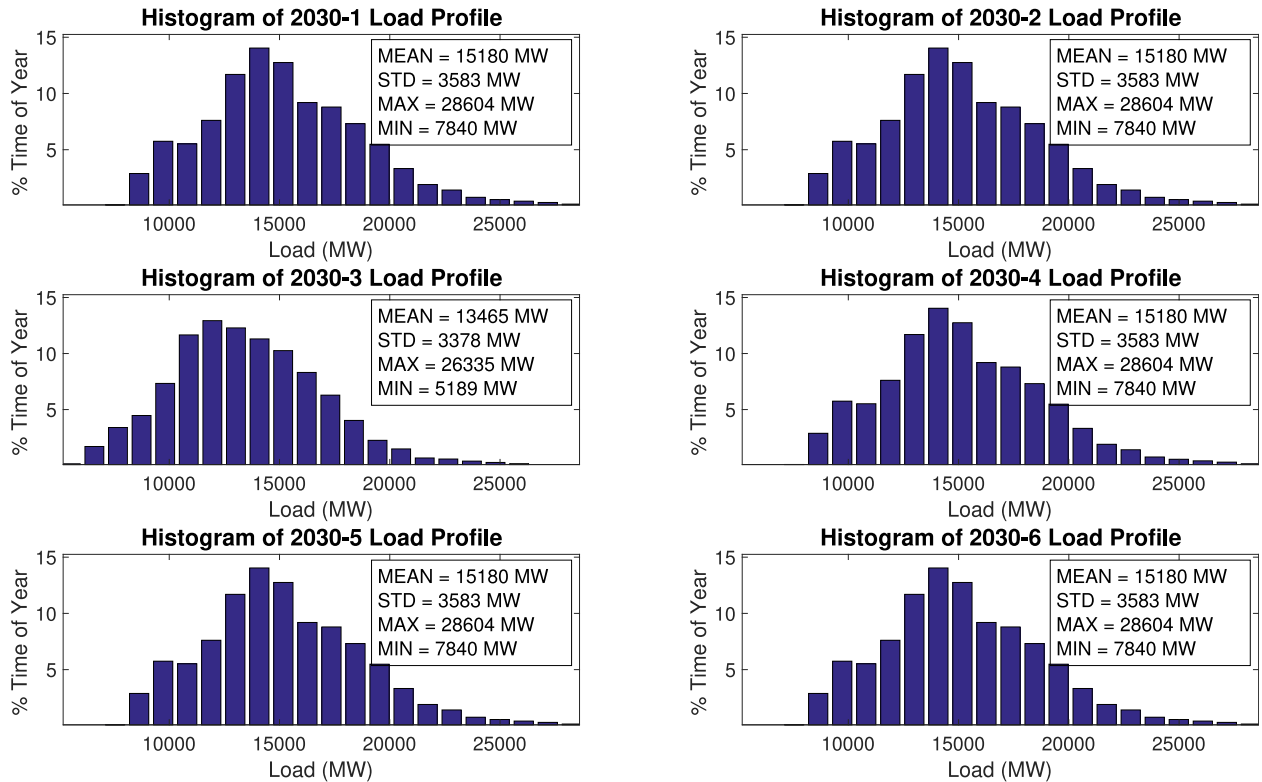 Histogram of 2030-1 Load Profile
15
10
5
% Time of Year
MEAN = 15180 MW
STD = 3583 MW
MAX = 28604 MW
MIN = 7840 MW
10000 15000 20000 25000
Load (MW)
Histogram of 2030-2 Load Profile
15
10
5
% Time of Year
MEAN = 15180 MW
STD = 3583 MW
MAX = 28604 MW
MIN = 7840 MW
10000 15000 20000 25000
Load (MW)
Histogram of 2030-3 Load Profile
15
10
5
% Time of Year
MEAN = 13465 MW
STD = 3378 MW
MAX = 26335 MW
MIN = 5189 MW
10000 15000 20000 25000
Load (MW)
Histogram of 2030-4 Load Profile
15
10
5
% Time of Year
MEAN = 15180 MW
STD = 3583 MW
MAX = 28604 MW
MIN = 7840 MW
10000 15000 20000 25000
Load (MW)
Histogram of 2030-5 Load Profile
15
10
5
% Time of Year
MEAN = 15180 MW
STD = 3583 MW
MAX = 28604 MW
MIN = 7840 MW
10000 15000 20000 25000
Load (MW)
Histogram of 2030-6 Load Profile
15
10
5
% Time of Year
MEAN = 15180 MW
STD = 3583 MW
MAX = 28604 MW
MIN = 7840 MW
10000 15000 20000 25000
Load (MW)